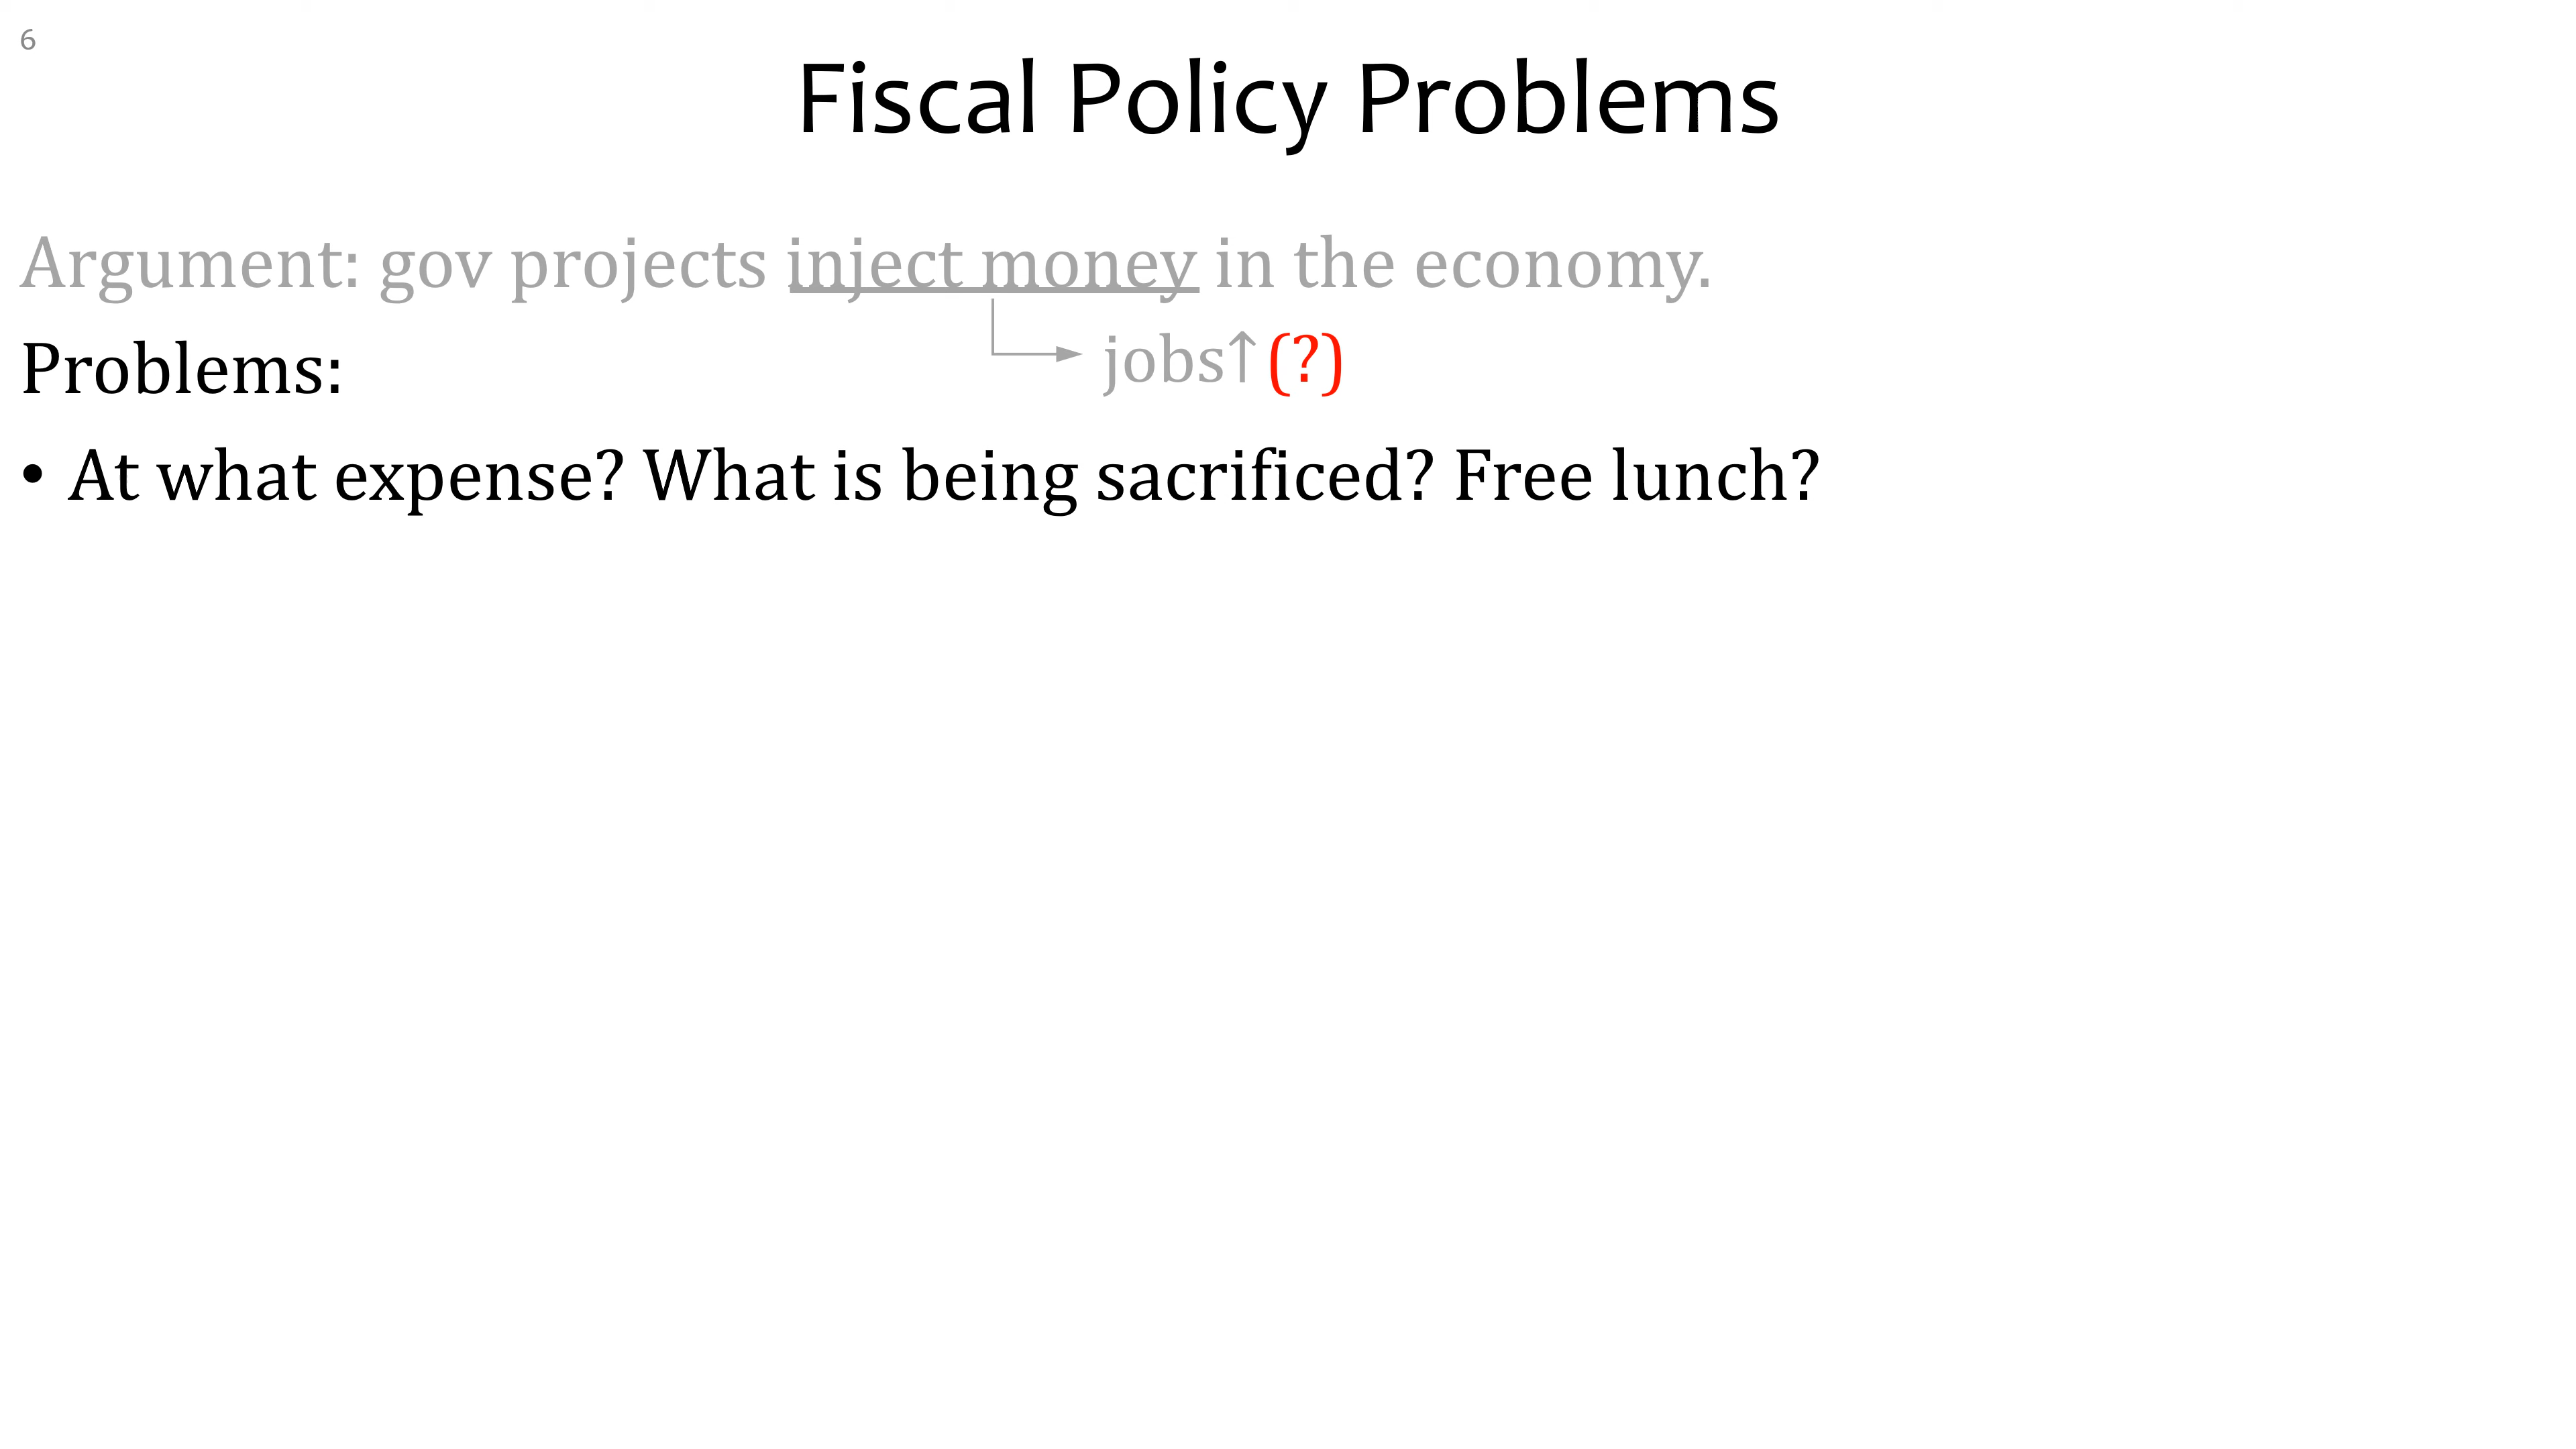 6
Fiscal Policy Problems
Argument: gov projects inject money in the economy.
jobs↑(?)
Problems:
• At what expense? What is being sacrificed? Free lunch?